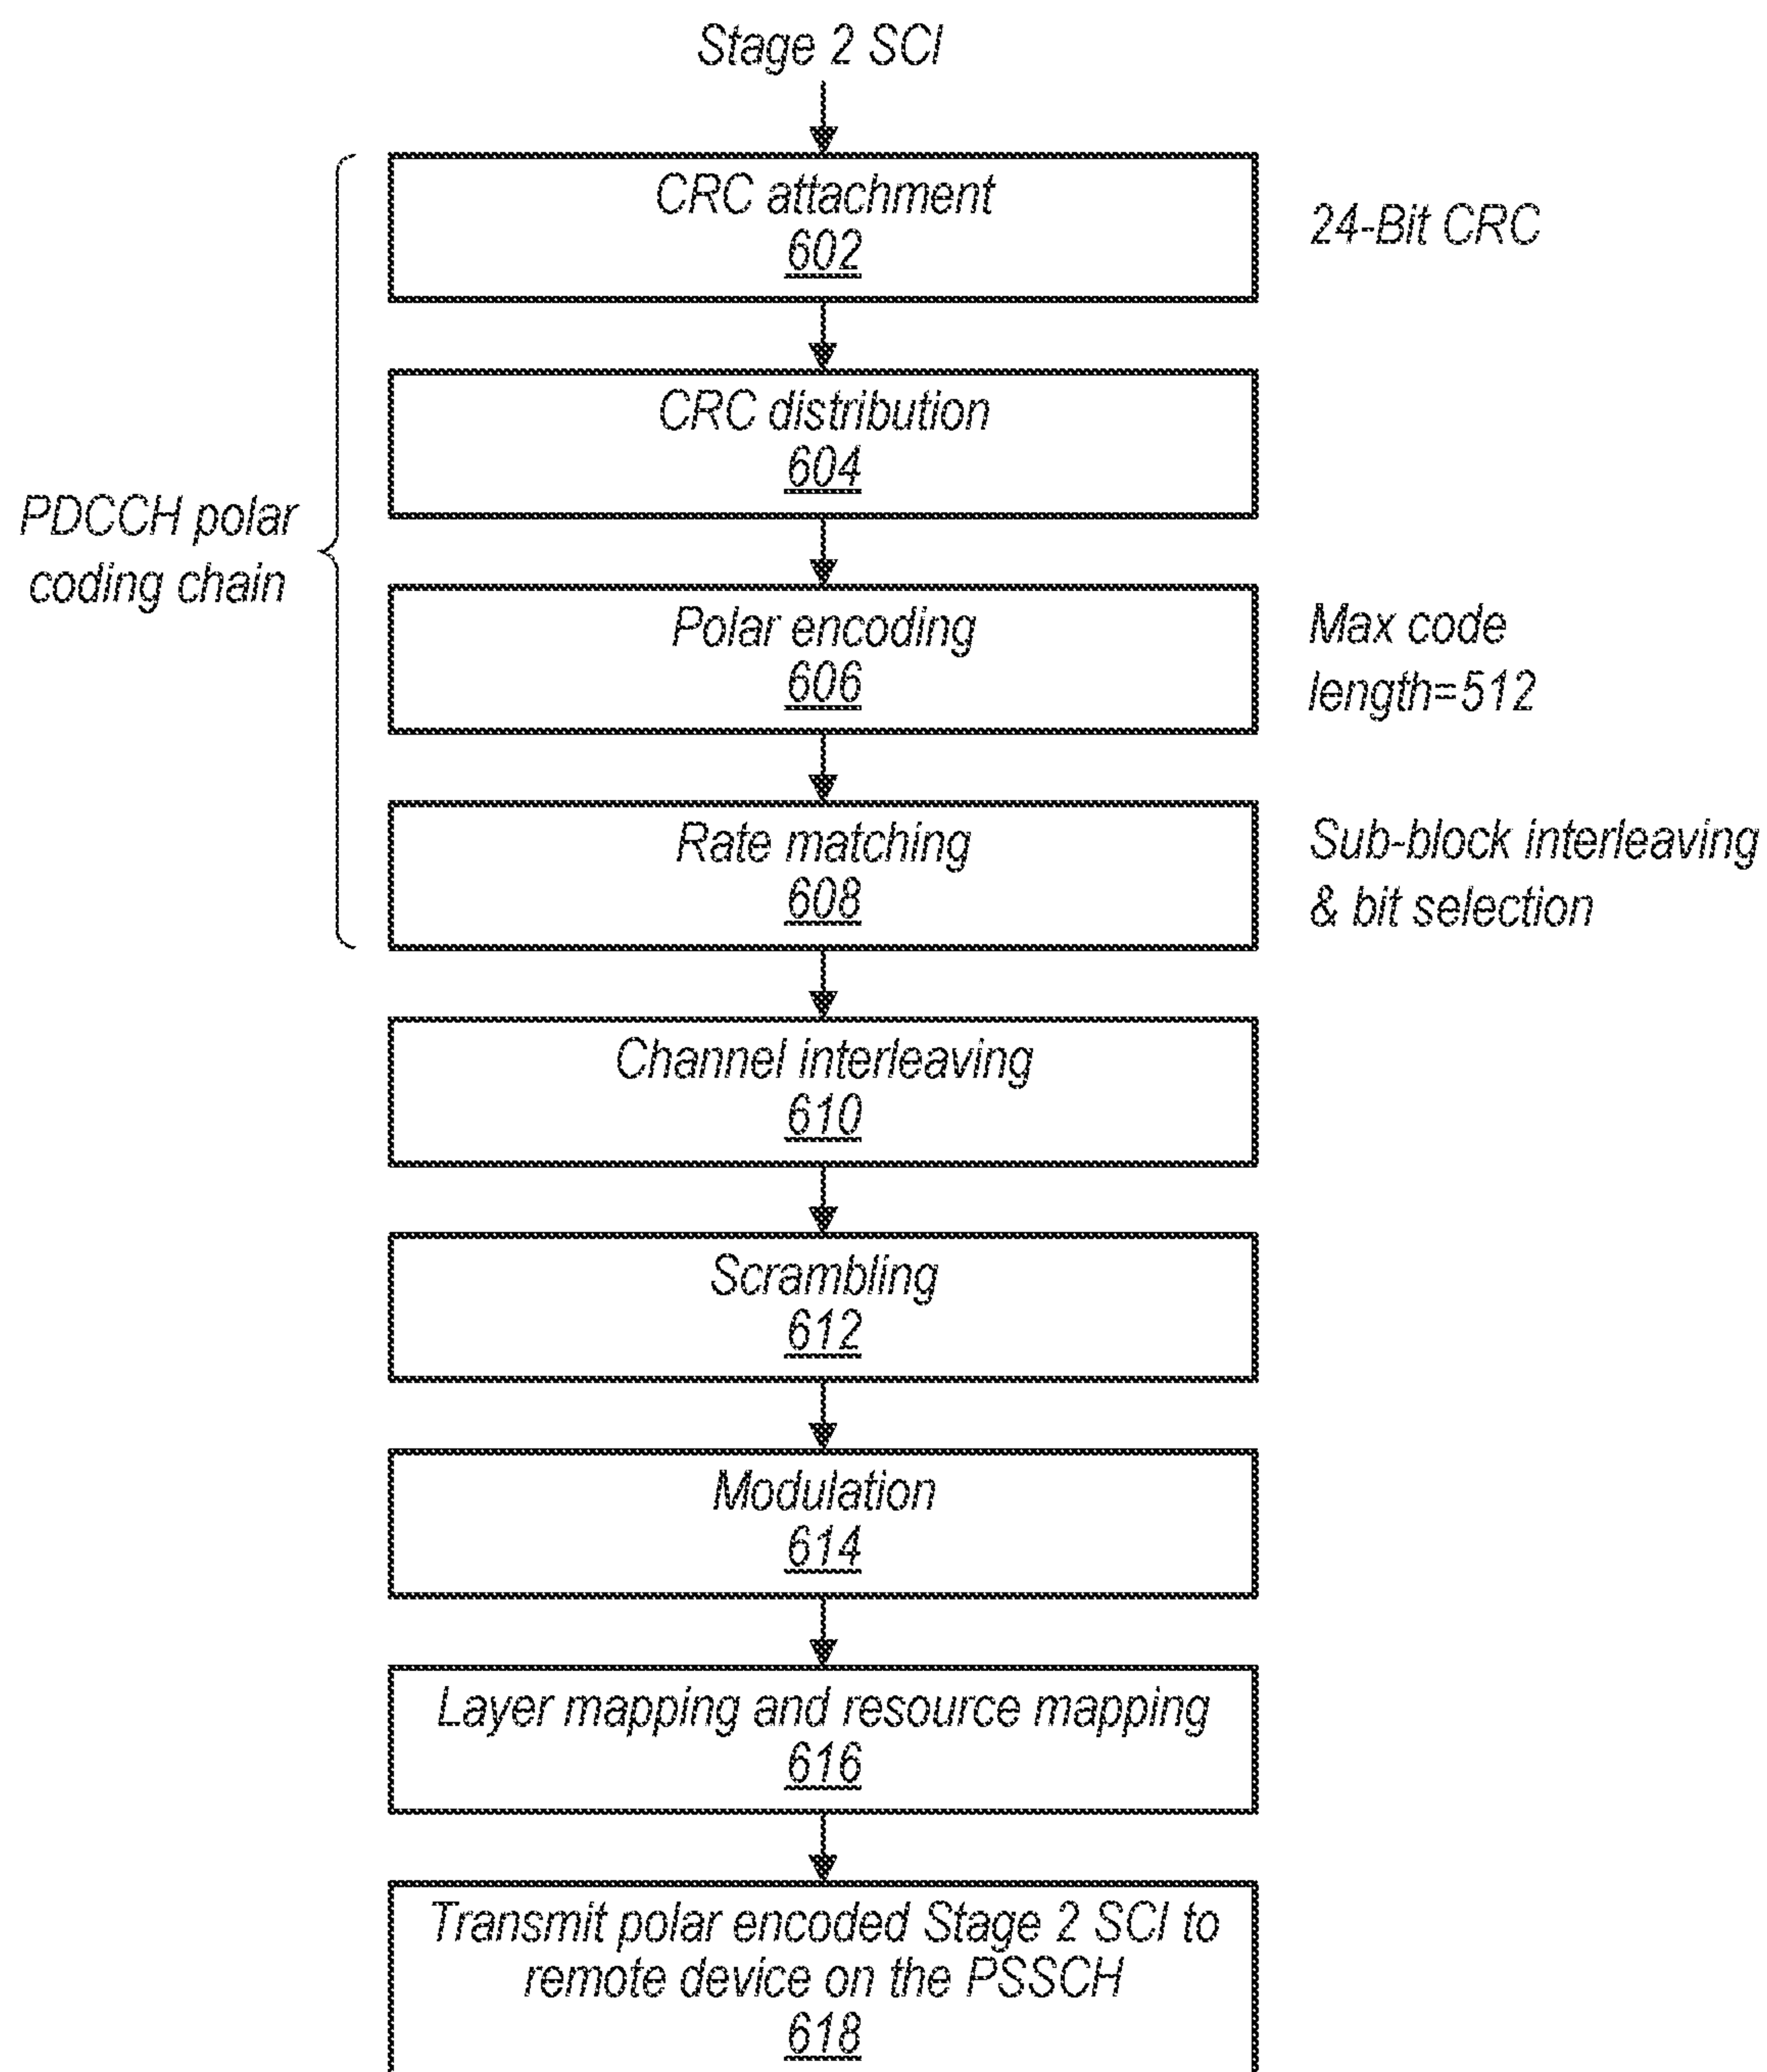 Stage 2 SCI
CRC attachment
602
24-Bit CRC
CRC distribution
604
PDCCH polar
coding chain
Polar encoding
606
Max code
length=512
Rate matching
608
Sub-block interleaving
& bit selection
Channel interleaving
610
Scrambling
612
Modulation
614
Layer mapping and resource mapping
616
Transmit polar encoded Stage 2 SCI to
remote device on the PSSCH
618